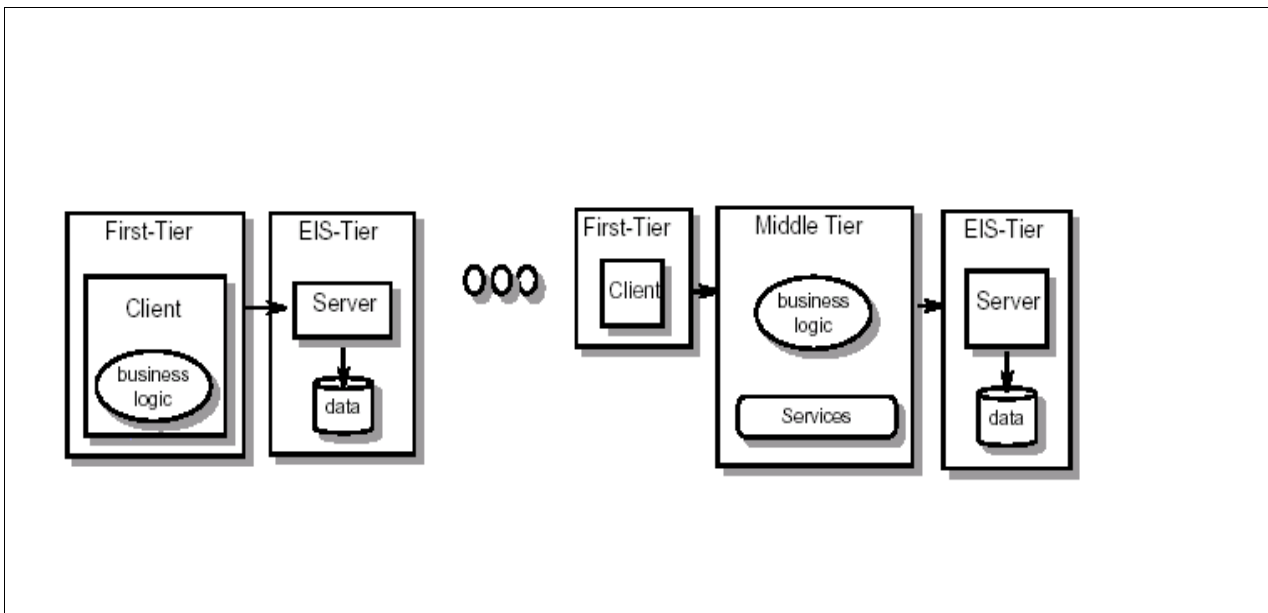 First-Tier
Client
business
logic
EIS-Tier
Server
data
First-Tier
Client
Middle Tier
business
logic
Services
EIS-Tier
Server
data